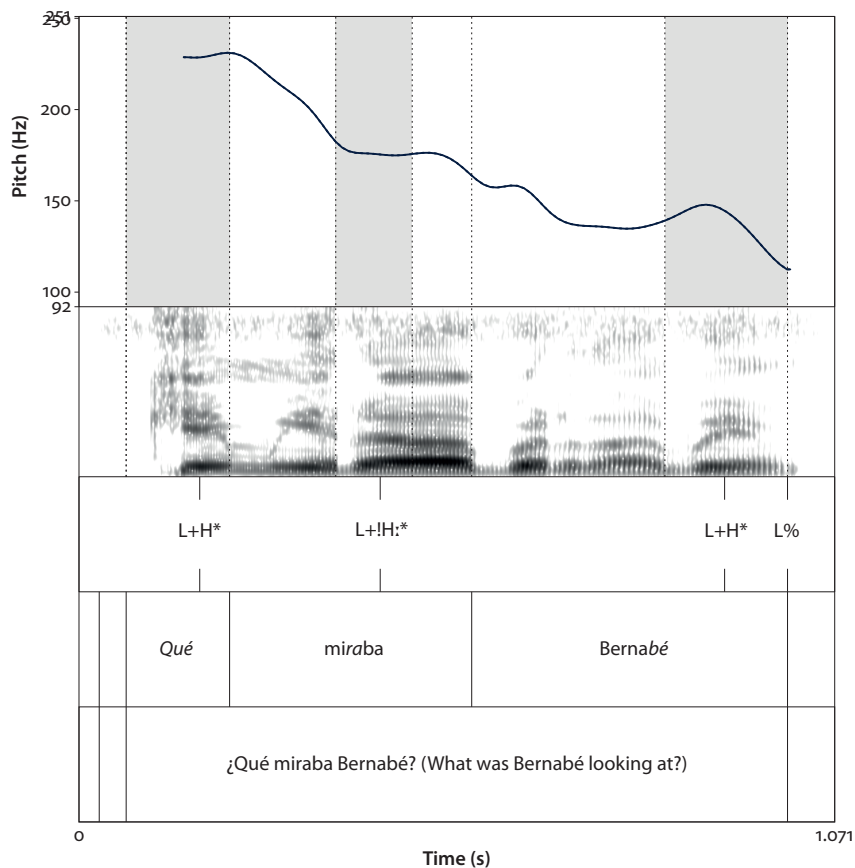 251
250
200
150
100
92
Pitch (Hz)
L+H* L+!H:* L+H* L%
Qué miraba Bernabé
¿Qué miraba Bernabé? (What was Bernabé looking at?)
0 1.071
Time (s)